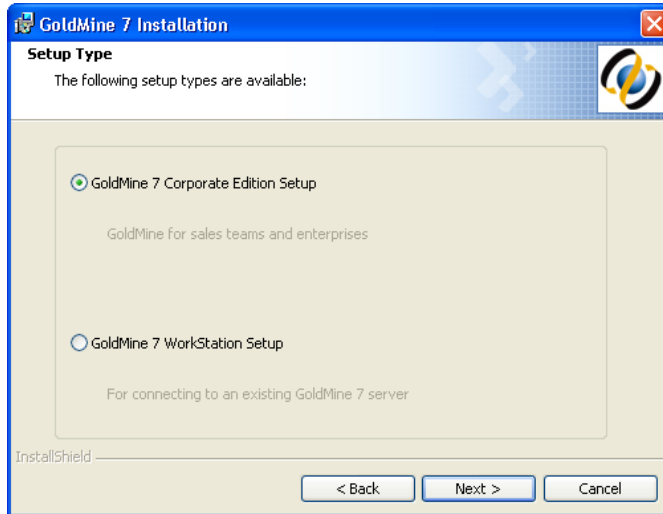 GoldMine 7 Installation
Setup Type
The following setup types are available:
GoldMine 7 Corporate Edition Setup
GoldMine for sales teams and enterprises
GoldMine 7 WorkStation Setup
For connecting to an existing GoldMine 7 server
InstallShield
< Back Next > Cancel